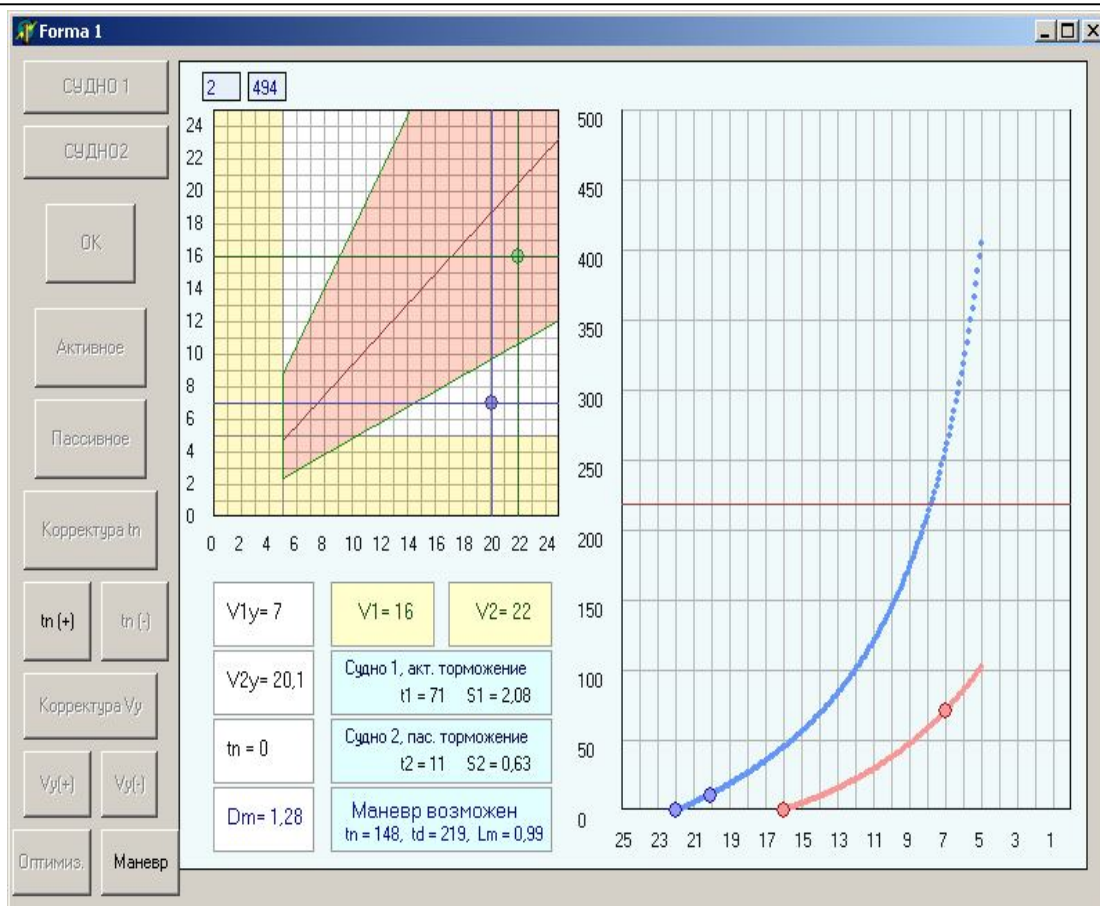 Forma 1
СУДНО 1
СУДНО2
ОК
Активное
Пассивное
Корректура tn
tn (+) tn (-)
Корректура Vy
Vy(+) Vy(-)
Оптимиз. Маневр
2 494
24
22
20
18
16
14
12
10
8
6
4
2
0
0 2 4 6 8 10 12 14 16 18 20 22 24
500
450
400
350
300
250
200
150
100
50
0
25 23 21 19 17 15 13 11 9 7 5 3 1
V1y= 7
V1= 16 V2= 22
V2y= 20,1
Судно 1, акт. торможение
t1 = 71 S1 = 2,08
tn = 0
Судно 2, пас. торможение
t2 = 11 S2 = 0,63
Dm= 1,28
Маневр возможен
tn = 148, td = 219, Lm = 0,99